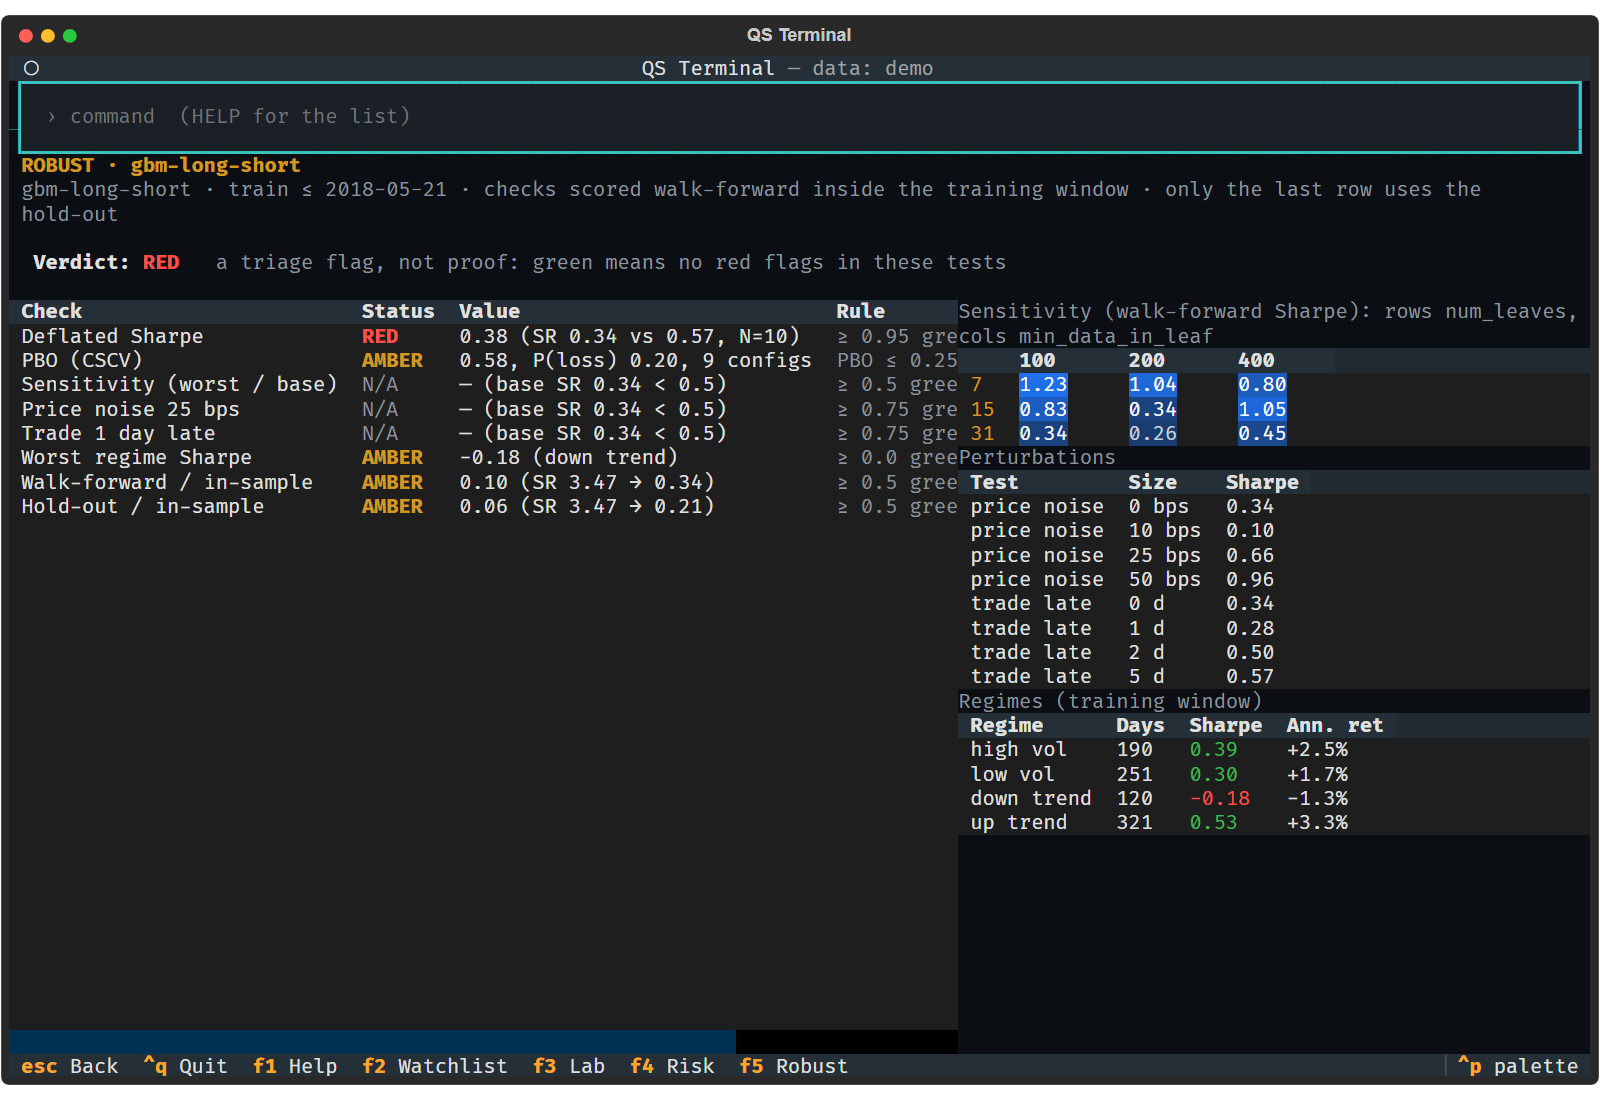 QS Terminal
QS Terminal — data: demo
› command (HELP for the list)
ROBUST · gbm-long-short
gbm-long-short · train ≤ 2018-05-21 · checks scored walk-forward inside the training window · only the last row uses the
hold-out
Verdict: RED a triage flag, not proof: green means no red flags in these tests
Check Status Value Rule
Deflated Sharpe RED 0.38 (SR 0.34 vs 0.57, N=10) ≥ 0.95 gre
PBO (CSCV) AMBER 0.58, P(loss) 0.20, 9 configs PBO ≤ 0.25
Sensitivity (worst / base) N/A — (base SR 0.34 < 0.5) ≥ 0.5 gree
Price noise 25 bps N/A — (base SR 0.34 < 0.5) ≥ 0.75 gre
Trade 1 day late N/A — (base SR 0.34 < 0.5) ≥ 0.75 gre
Worst regime Sharpe AMBER -0.18 (down trend) ≥ 0.0 gree
Walk-forward / in-sample AMBER 0.10 (SR 3.47 → 0.34) ≥ 0.5 gree
Hold-out / in-sample AMBER 0.06 (SR 3.47 → 0.21) ≥ 0.5 gree
Sensitivity (walk-forward Sharpe): rows num_leaves,
cols min_data_in_leaf
100 200 400
7 1.23 1.04 0.80
15 0.83 0.34 1.05
31 0.34 0.26 0.45
Perturbations
Test Size Sharpe
price noise 0 bps 0.34
price noise 10 bps 0.10
price noise 25 bps 0.66
price noise 50 bps 0.96
trade late 0 d 0.34
trade late 1 d 0.28
trade late 2 d 0.50
trade late 5 d 0.57
Regimes (training window)
Regime Days Sharpe Ann. ret
high vol 190 0.39 +2.5%
low vol 251 0.30 +1.7%
down trend 120 -0.18 -1.3%
up trend 321 0.53 +3.3%
esc Back ^q Quit f1 Help f2 Watchlist f3 Lab f4 Risk f5 Robust ^p palette